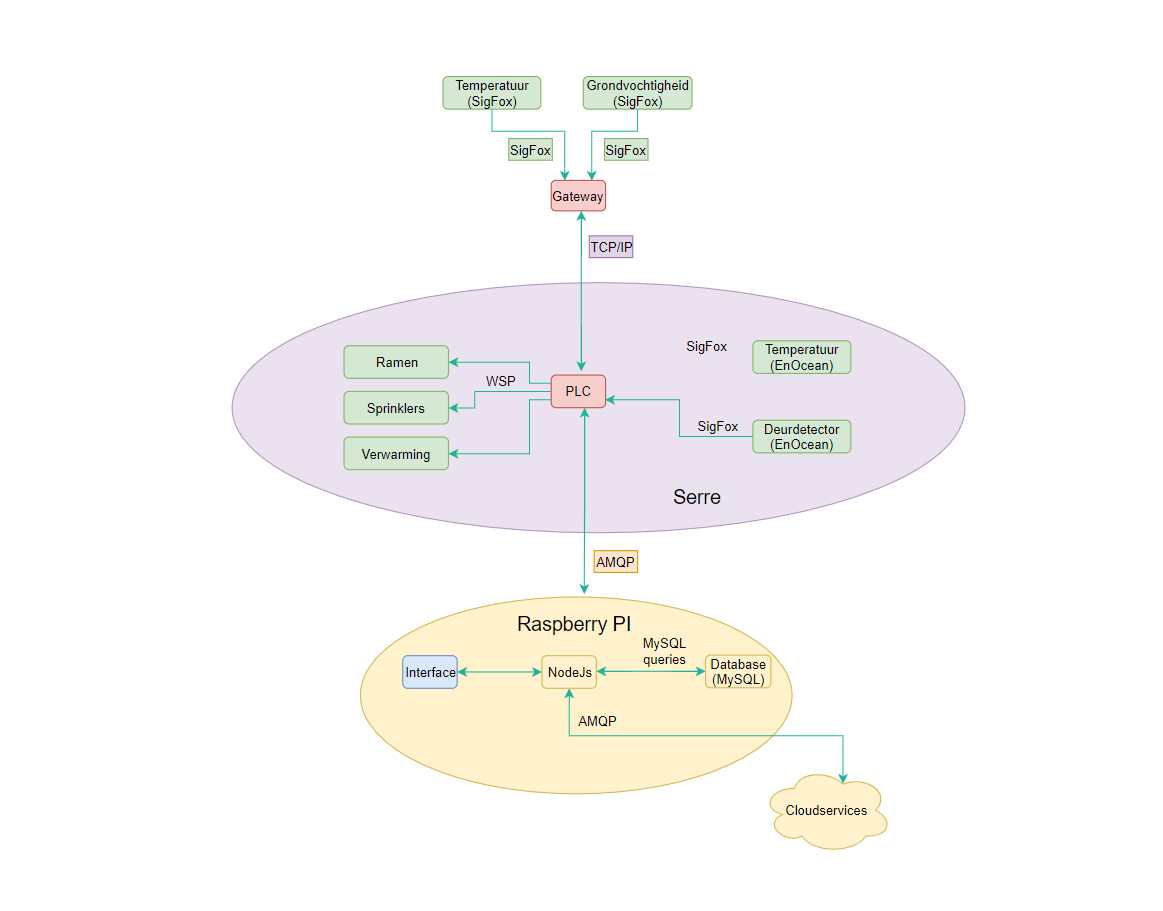 Temperatuur
(SigFox)
Grondvochtigheid
(SigFox)
SigFox
SigFox
Gateway
TCP/IP
SigFox
Temperatuur
(EnOcean)
Ramen
WSP
PLC
Sprinklers
SigFox
Deurdetector
(EnOcean)
Verwarming
Serre
AMQP
Raspberry PI
MySQL
queries
Interface
NodeJs
Database
(MySQL)
AMQP
Cloudservices